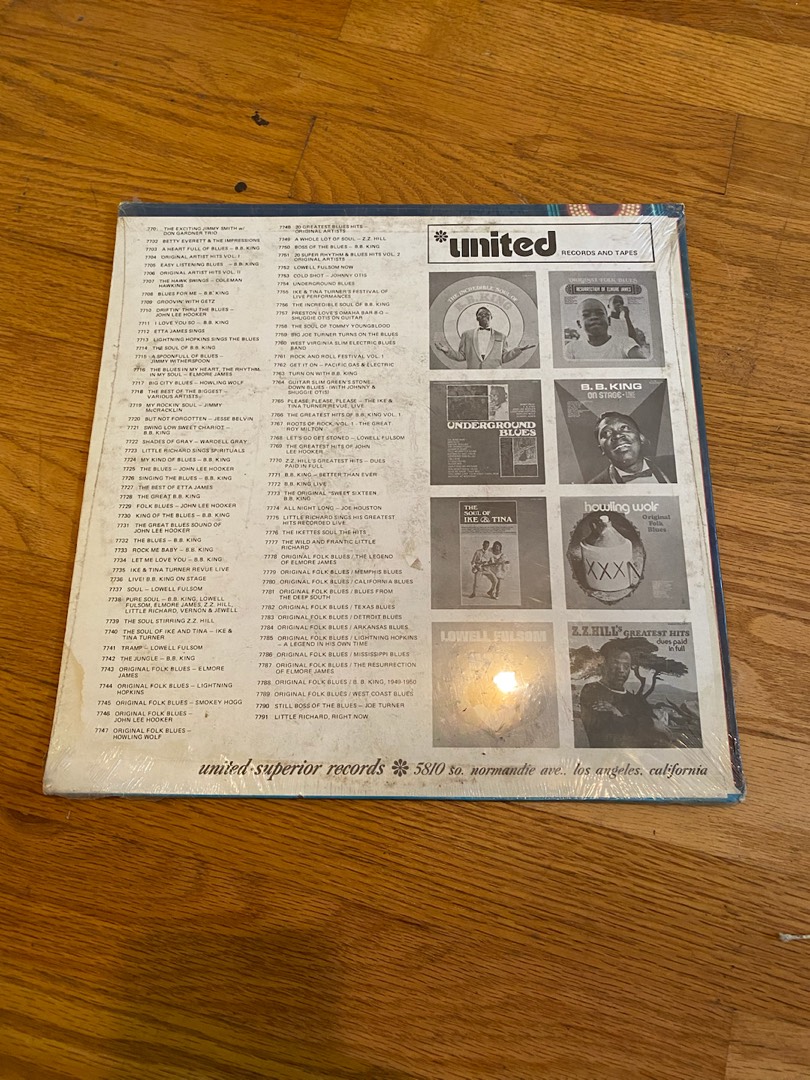 770 THE EXCITING JIMMY SMITH w/
DON GARDNER TRIO
7702 BETTY EVERETT & THE IMPRESSIONS
7703 A HEART FULL OF BLUES – B.B. KING
7704 ORIGINAL ARTIST HITS VOL. I
7705 EASY LISTENING BLUES – B.B. KING
7706 ORIGINAL ARTIST HITS VOL. II
7707 THE HAWK SWINGS – COLEMAN
HAWKINS
7708 BLUES FOR ME – B.B. KING
7709 GROOVIN' WITH GETZ
7710 DRIFTIN' THRU THE BLUES –
JOHN LEE HOOKER
7711 I LOVE YOU SO – B.B. KING
7712 ETTA JAMES SINGS
7713 LIGHTNING HOPKINS SINGS THE BLUES
7714 THE SOUL OF B.B. KING
7715 A SPOONFULL OF BLUES –
JIMMY WITHERSPOON
7716 THE BLUES IN MY HEART, THE RHYTHM
IN MY SOUL – ELMORE JAMES
7717 BIG CITY BLUES – HOWLING WOLF
7718 THE BEST OF THE BIGGEST –
VARIOUS ARTISTS
7719 MY ROCKIN' SOUL – JIMMY
McCRACKLIN
7720 BUT NOT FORGOTTEN – JESSE BELVIN
7721 SWING LOW SWEET CHARIOT –
B.B. KING
7722 SHADES OF GRAY – WARDELL GRAY
7723 LITTLE RICHARD SINGS SPIRITUALS
7724 MY KIND OF BLUES – B.B. KING
7725 THE BLUES – JOHN LEE HOOKER
7726 SINGING THE BLUES – B.B. KING
7727 THE BEST OF ETTA JAMES
7728 THE GREAT B.B. KING
7729 FOLK BLUES – JOHN LEE HOOKER
7730 KING OF THE BLUES – B.B. KING
7731 THE GREAT BLUES SOUND OF
JOHN LEE HOOKER
7732 THE BLUES – B.B. KING
7733 ROCK ME BABY – B.B. KING
7734 LET ME LOVE YOU – B.B. KING
7735 IKE & TINA TURNER REVUE LIVE
7736 LIVE! B.B. KING ON STAGE
7737 SOUL – LOWELL FULSON
7738 PURE SOUL – B.B. KING, LOWELL
FULSOM, ELMORE JAMES, Z.Z. HILL,
LITTLE RICHARD, VERNON & JEWELL
7739 THE SOUL STIRRING Z.Z. HILL
7740 THE SOUL OF IKE AND TINA – IKE &
TINA TURNER
7741 TRAMP – LOWELL FULSON
7742 THE JUNGLE – B.B. KING
7743 ORIGINAL FOLK BLUES – ELMORE
JAMES
7744 ORIGINAL FOLK BLUES – LIGHTNING
HOPKINS
7745 ORIGINAL FOLK BLUES – SMOKEY HOGG
7746 ORIGINAL FOLK BLUES –
JOHN LEE HOOKER
7747 ORIGINAL FOLK BLUES –
HOWLING WOLF
7748 20 GREATEST BLUES HITS
ORIGINAL ARTISTS
7749 A WHOLE LOT OF SOUL – Z.Z. HILL
7750 BOSS OF THE BLUES – B.B. KING
7751 20 SUPER RHYTHM & BLUES HITS VOL. 2
ORIGINAL ARTISTS
7752 LOWELL FULSOM NOW
7753 COLD SHOT – JOHNNY OTIS
7754 UNDERGROUND BLUES
7755 IKE & TINA TURNER'S FESTIVAL OF
LIVE PERFORMANCES
7756 THE INCREDIBLE SOUL OF B.B. KING
7757 PRESTON LOVE'S OMAHA BAR-B-Q –
SHUGGIE OTIS ON GUITAR
7758 THE SOUL OF TOMMY YOUNGBLOOD
7759 BIG JOE TURNER TURNS ON THE BLUES
7760 WEST VIRGINIA SLIM ELECTRIC BLUES
BAND
7761 ROCK AND ROLL FESTIVAL VOL. 1
7762 GET IT ON – PACIFIC GAS & ELECTRIC
7763 TURN ON WITH B.B. KING
7764 GUITAR SLIM GREEN'S STONE
DOWN BLUES (WITH JOHNNY &
SHUGGIE OTIS)
7765 PLEASE, PLEASE, PLEASE – THE IKE &
TINA TURNER REVUE, LIVE
7766 THE GREATEST HITS OF B.B. KING VOL. 1
7767 ROOTS OF ROCK, VOL. 1 – THE GREAT
ROY MILTON
7768 LET'S GO GET STONED – LOWELL FULSOM
7769 THE GREATEST HITS OF JOHN
LEE HOOKER
7770 Z.Z. HILL'S GREATEST HITS – DUES
PAID IN FULL
7771 B.B. KING – BETTER THAN EVER
7772 B.B. KING LIVE
7773 THE ORIGINAL "SWEET SIXTEEN"
B.B. KING
7774 ALL NIGHT LONG – JOE HOUSTON
7775 LITTLE RICHARD SINGS HIS GREATEST
HITS RECORDED LIVE
7776 THE IKETTES SOUL THE HITS
7777 THE WILD AND FRANTIC LITTLE
RICHARD
7778 ORIGINAL FOLK BLUES / THE LEGEND
OF ELMORE JAMES
7779 ORIGINAL FOLK BLUES / MEMPHIS BLUES
7780 ORIGINAL FOLK BLUES / CALIFORNIA BLUES
7781 ORIGINAL FOLK BLUES / BLUES FROM
THE DEEP SOUTH
7782 ORIGINAL FOLK BLUES / TEXAS BLUES
7783 ORIGINAL FOLK BLUES / DETROIT BLUES
7784 ORIGINAL FOLK BLUES / ARKANSAS BLUES
7785 ORIGINAL FOLK BLUES / LIGHTNING HOPKINS
– A LEGEND IN HIS OWN TIME
7786 ORIGINAL FOLK BLUES / MISSISSIPPI BLUES
7787 ORIGINAL FOLK BLUES / THE RESURRECTION
OF ELMORE JAMES
7788 ORIGINAL FOLK BLUES / B. B. KING, 1949-1950
7789 ORIGINAL FOLK BLUES / WEST COAST BLUES
7790 STILL BOSS OF THE BLUES – JOE TURNER
7791 LITTLE RICHARD, RIGHT NOW
united RECORDS AND TAPES
THE INCREDIBLE SOUL OF
B.B. KING
ORIGINAL FOLK BLUES
RESURRECTION OF ELMORE JAMES
UNDERGROUND
BLUES
B.B. KING
ON STAGE · LIVE
THE
SOUL OF
IKE & TINA
howling wolf
Original
Folk
Blues
XXX
LOWELL FULSOM
Z.Z. HILL'S GREATEST HITS
dues paid
in full
united · superior records 5810 so. normandie ave., los angeles, california